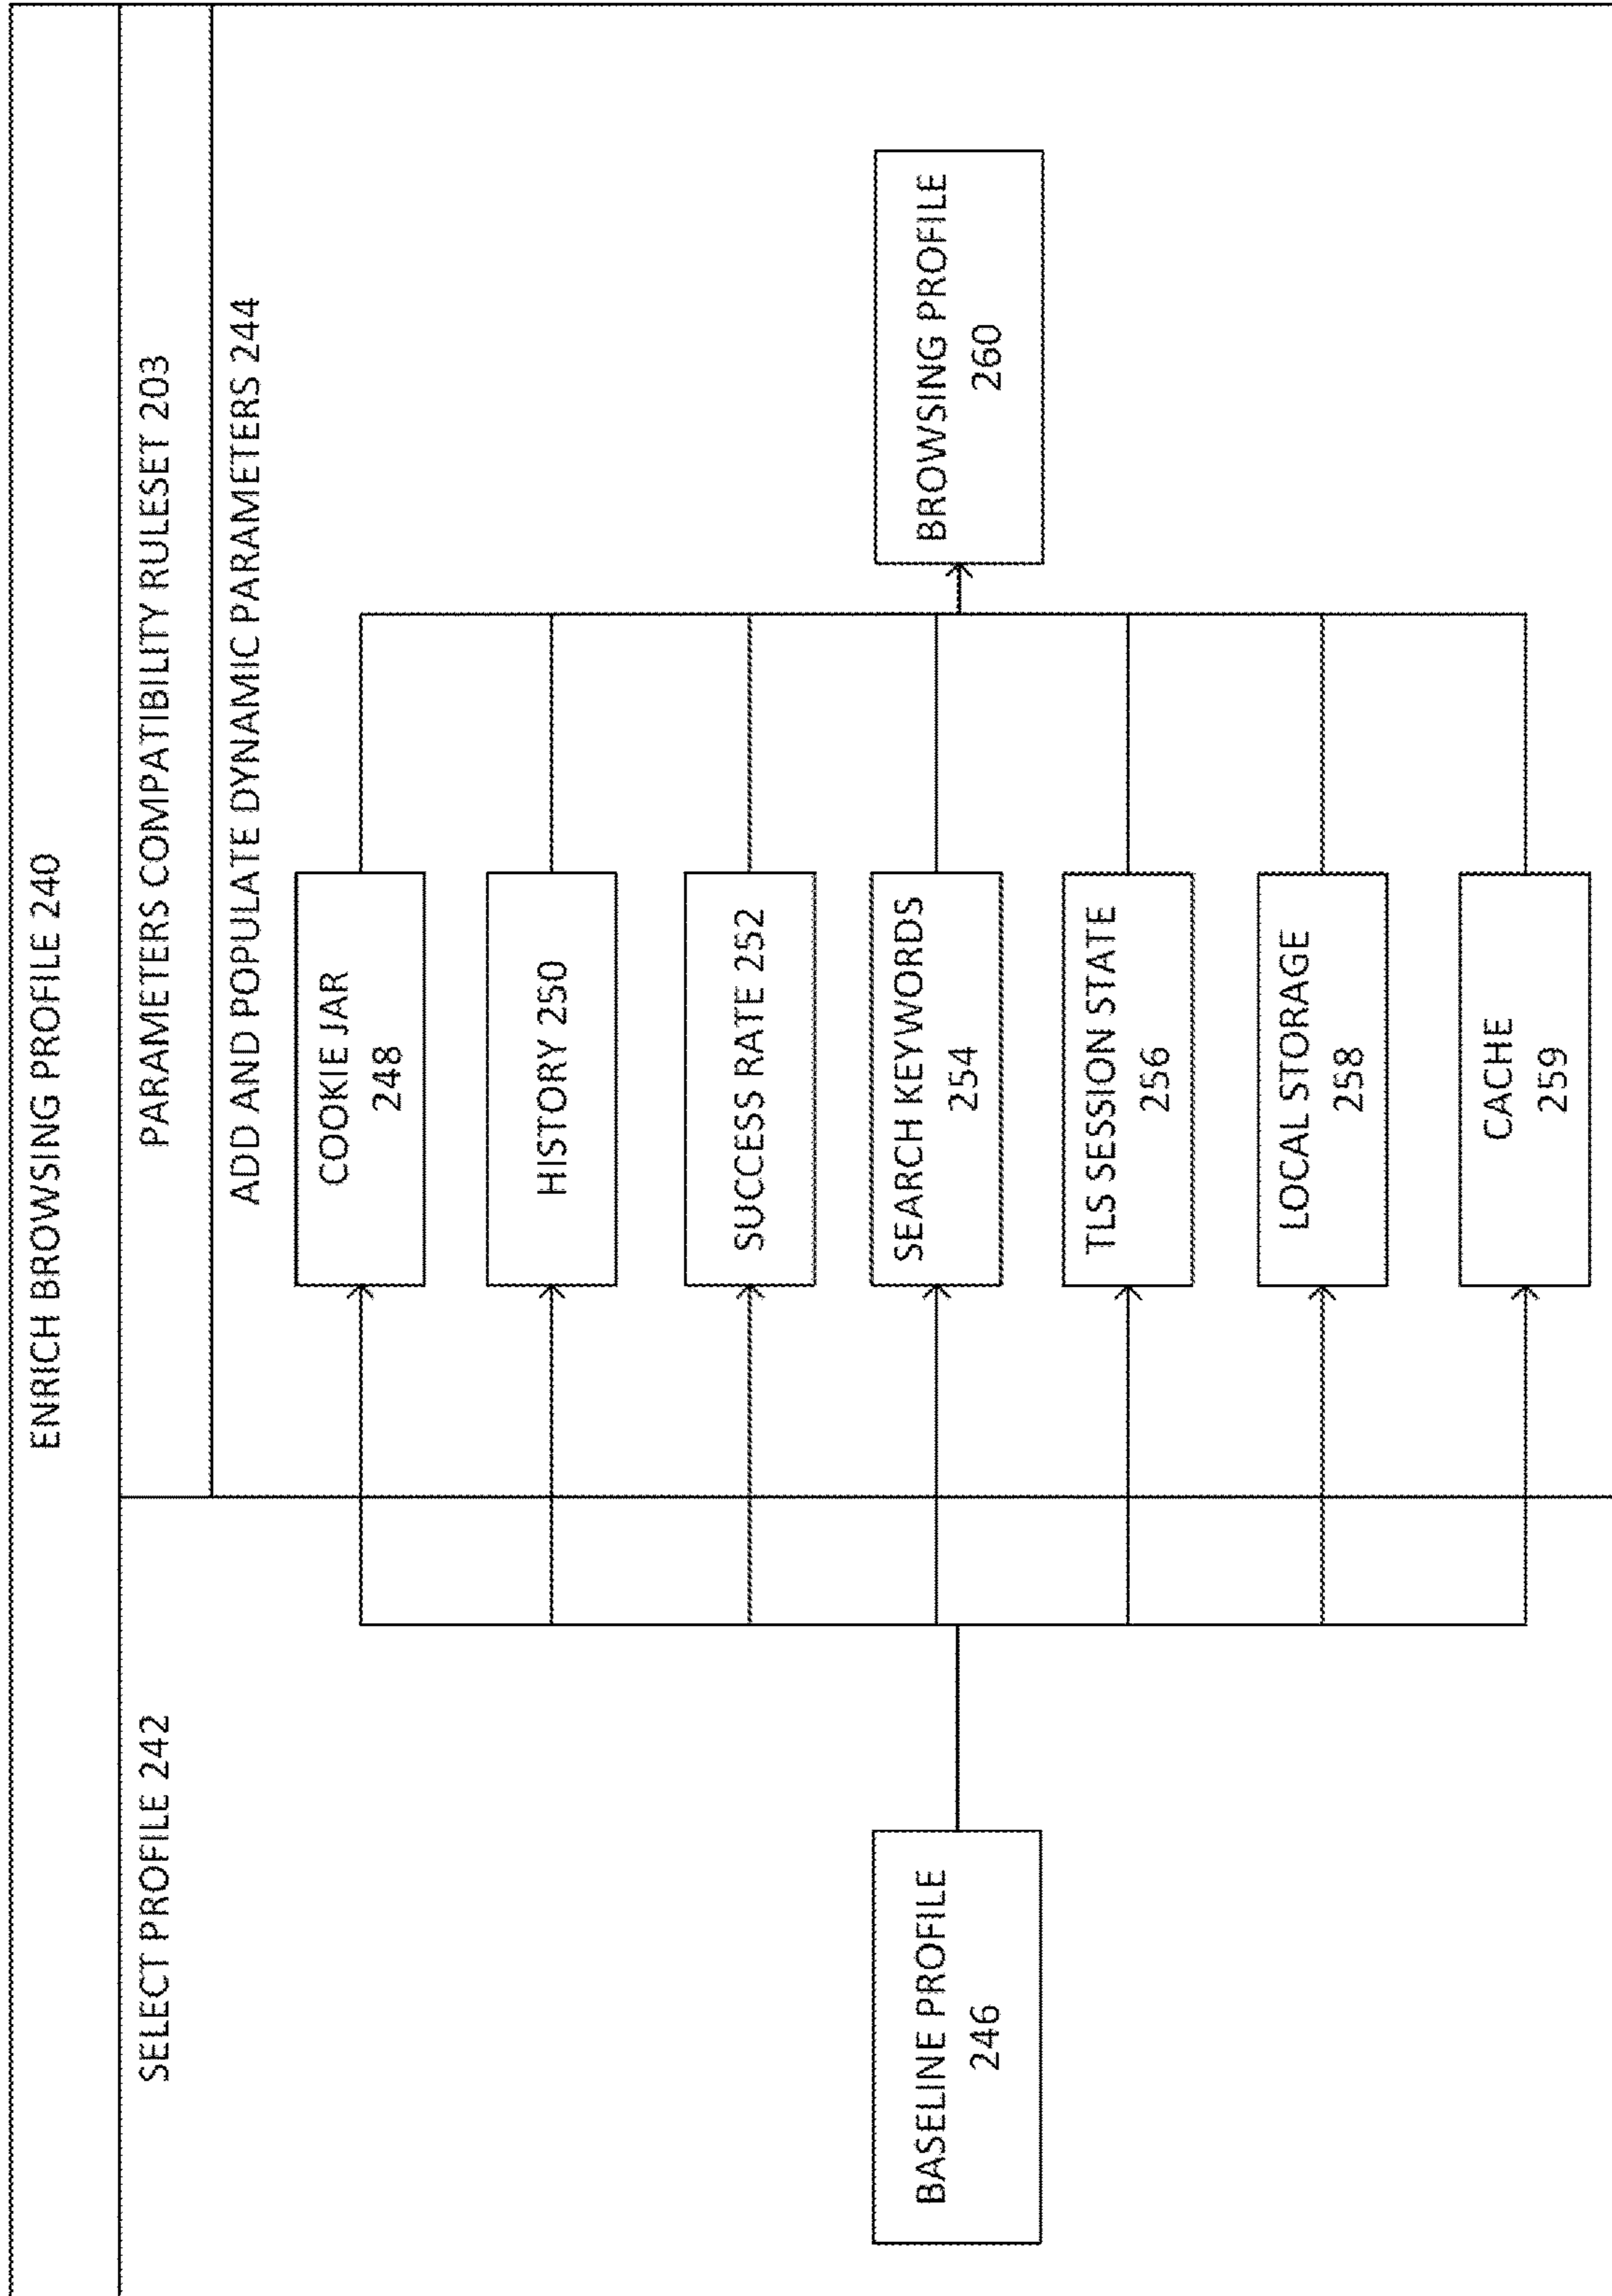 ENRICH BROWSING PROFILE 240
SELECT PROFILE 242
PARAMETERS COMPATIBILITY RULESET 203
ADD AND POPULATE DYNAMIC PARAMETERS 244
BASELINE PROFILE
246
COOKIE JAR
248
HISTORY 250
SUCCESS RATE 252
SEARCH KEYWORDS
254
TLS SESSION STATE
256
LOCAL STORAGE
258
CACHE
259
BROWSING PROFILE
260